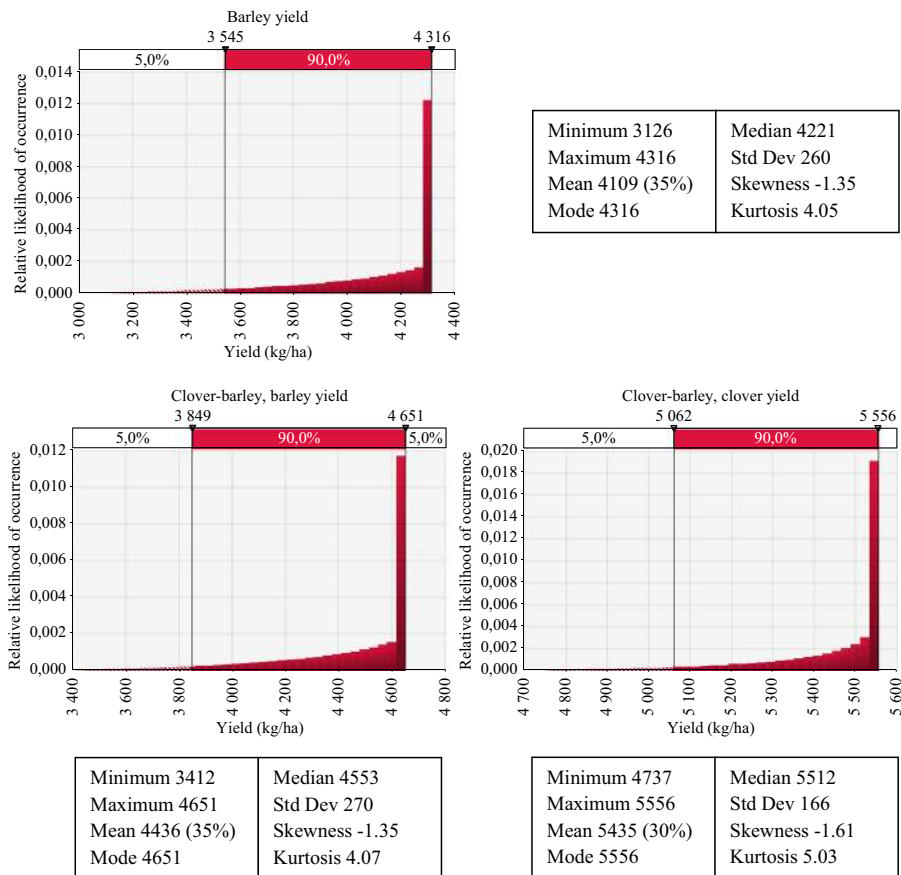 Barley yield
3 545 4 316
5,0% 90,0%
Relative likelihood of occurrence
0,014
0,012
0,010
0,008
0,006
0,004
0,002
0,000
3 000 3 200 3 400 3 600 3 800 4 000 4 200 4 400
Yield (kg/ha)
Minimum 3126 Median 4221
Maximum 4316 Std Dev 260
Mean 4109 (35%) Skewness -1.35
Mode 4316 Kurtosis 4.05
Clover-barley, barley yield
3 849 4 651
5,0% 90,0% 5,0%
Relative likelihood of occurrence
0,012
0,010
0,008
0,006
0,004
0,002
0,000
3 400 3 600 3 800 4 000 4 200 4 400 4 600 4 800
Yield (kg/ha)
Minimum 3412 Median 4553
Maximum 4651 Std Dev 270
Mean 4436 (35%) Skewness -1.35
Mode 4651 Kurtosis 4.07
Clover-barley, clover yield
5 062 5 556
5,0% 90,0%
Relative likelihood of occurrence
0,020
0,018
0,016
0,014
0,012
0,010
0,008
0,006
0,004
0,002
0,000
4 700 4 800 4 900 5 000 5 100 5 200 5 300 5 400 5 500 5 600
Yield (kg/ha)
Minimum 4737 Median 5512
Maximum 5556 Std Dev 166
Mean 5435 (30%) Skewness -1.61
Mode 5556 Kurtosis 5.03